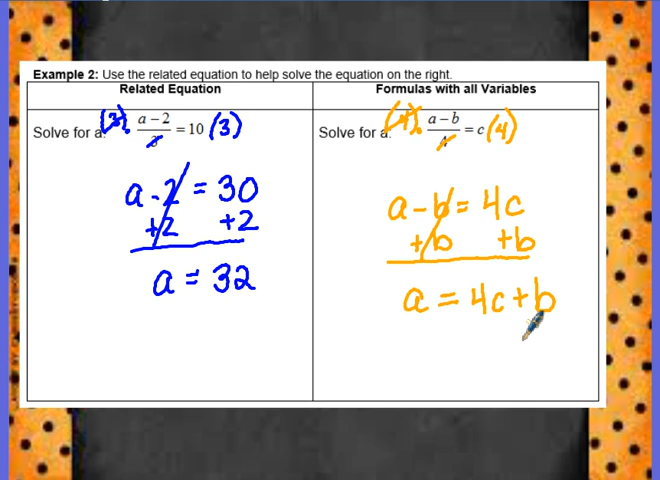 Example 2: Use the related equation to help solve the equation on the right.
Related Equation
Solve for a: (3) (a − 2)/3 = 10 (3)
a - 2 = 30
+2 +2
a = 32
Formulas with all Variables
Solve for a: (4) (a − b)/4 = c (4)
a - b = 4c
+b +b
a = 4c + b